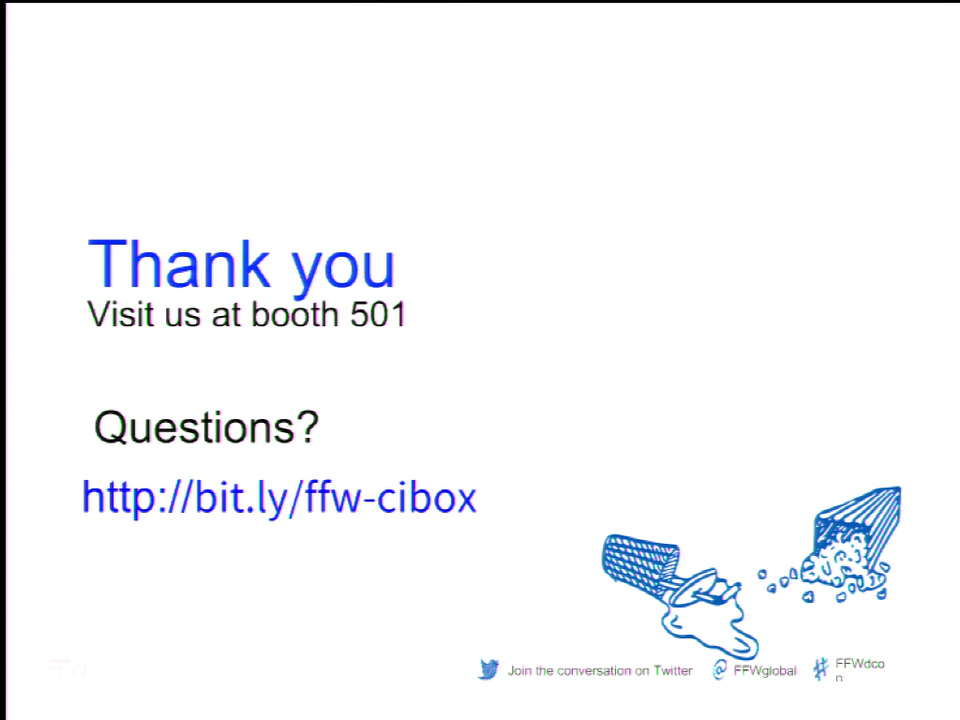 Thank you
Visit us at booth 501
Questions?
http://bit.ly/ffw-cibox
Join the conversation on Twitter @ FFWglobal # FFWdco
n